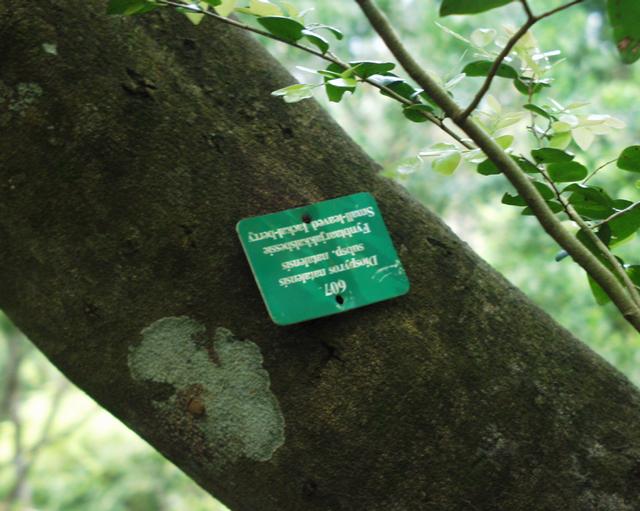 607
Diospyros natalensis
subsp. natalensis
Fynblaarjakkalsbessie
Small-leaved Jackal-berry